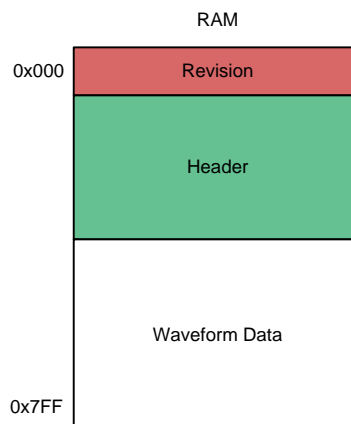 RAM
0x000
Revision
Header
Waveform Data
0x7FF